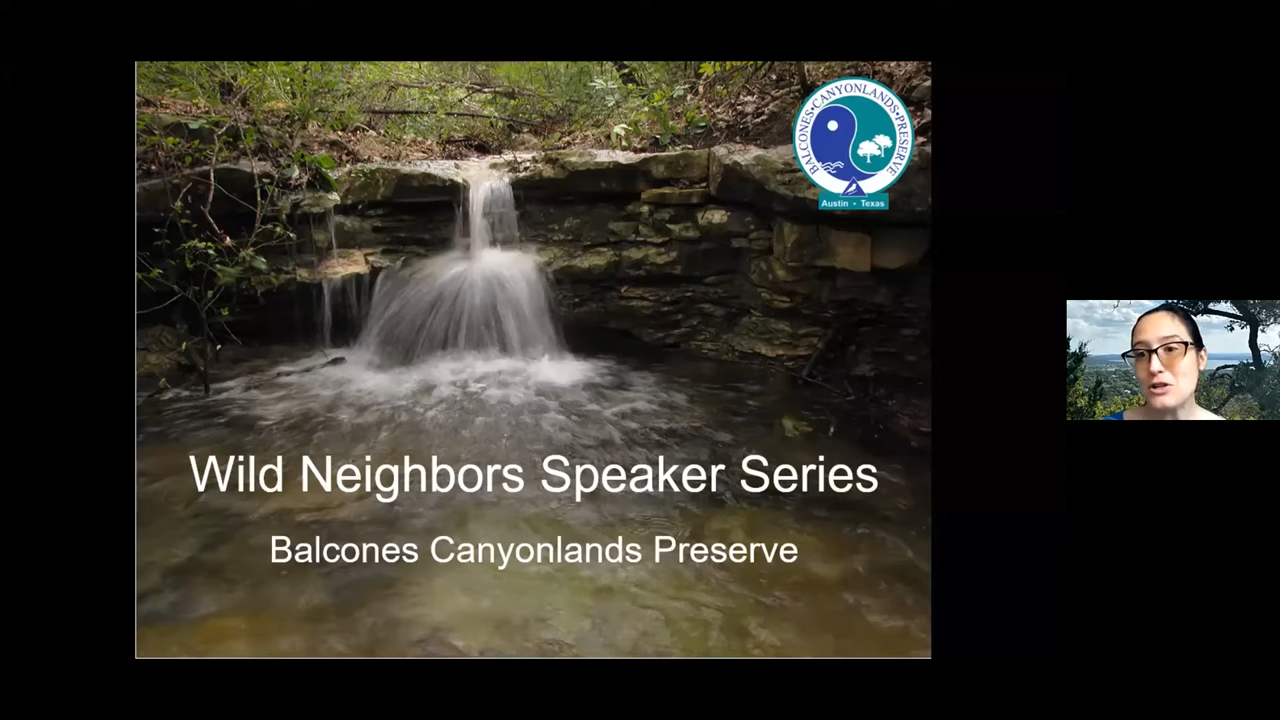 BALCONES•CANYONLANDS•PRESERVE
Austin • Texas
Wild Neighbors Speaker Series
Balcones Canyonlands Preserve